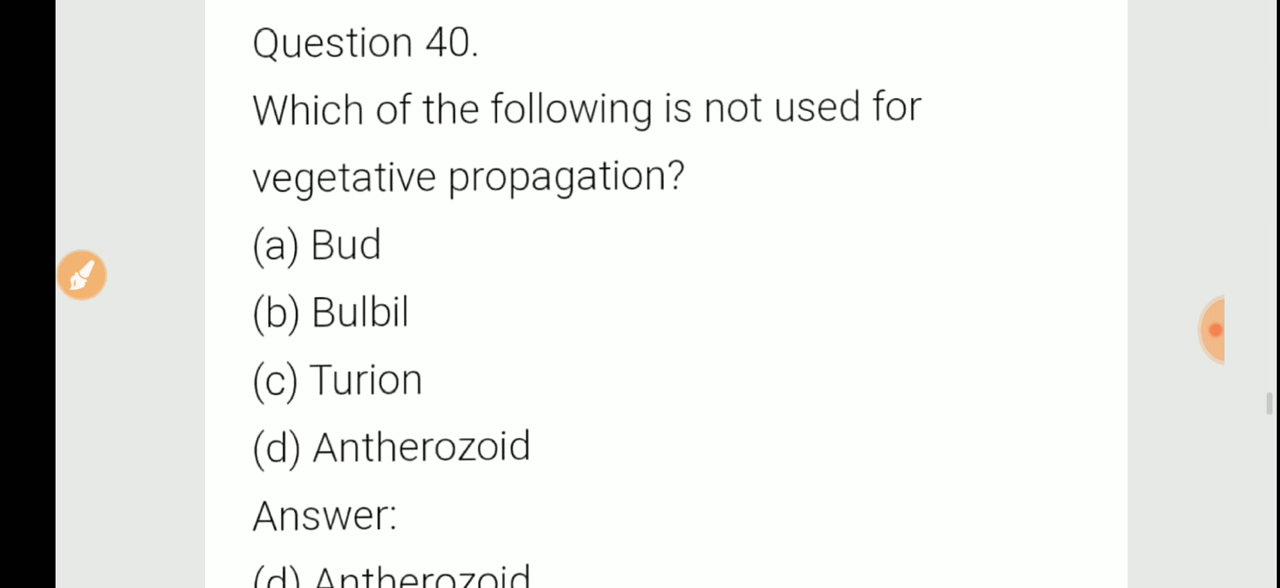 Question 40.
Which of the following is not used for
vegetative propagation?
(a) Bud
(b) Bulbil
(c) Turion
(d) Antherozoid
Answer:
(d) Antherozoid